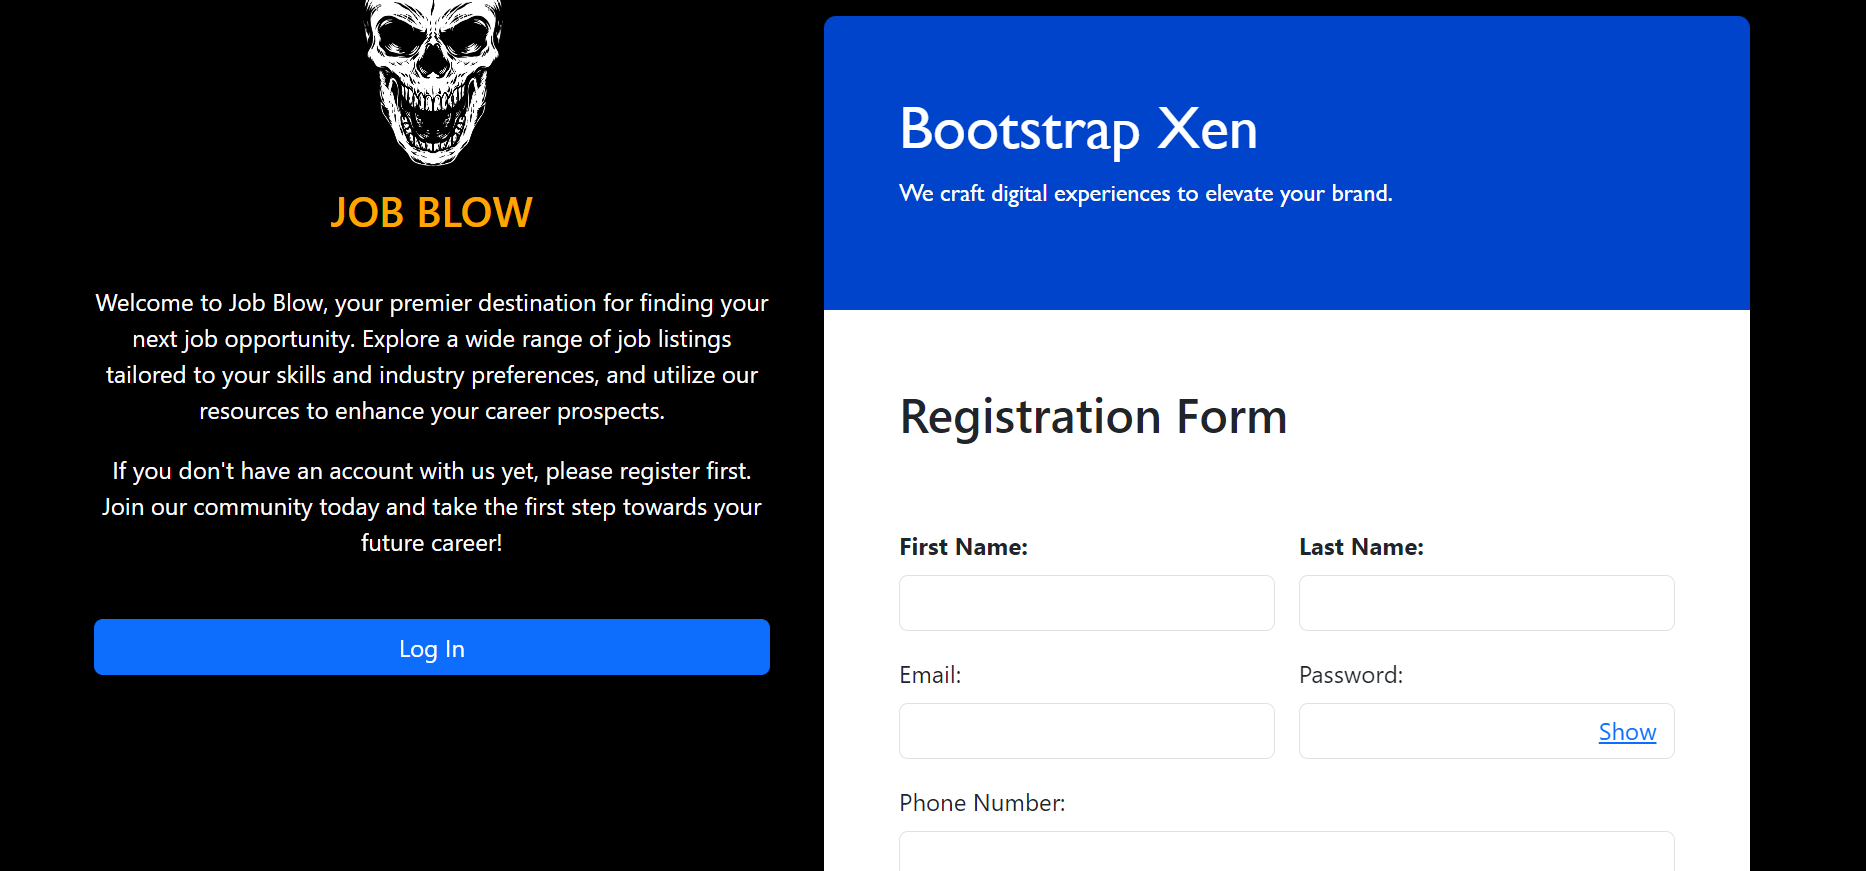 JOB BLOW
Welcome to Job Blow, your premier destination for finding your
next job opportunity. Explore a wide range of job listings
tailored to your skills and industry preferences, and utilize our
resources to enhance your career prospects.
If you don't have an account with us yet, please register first.
Join our community today and take the first step towards your
future career!
Log In
Bootstrap Xen
We craft digital experiences to elevate your brand.
Registration Form
First Name:
Last Name:
Email:
Password:
Show
Phone Number: